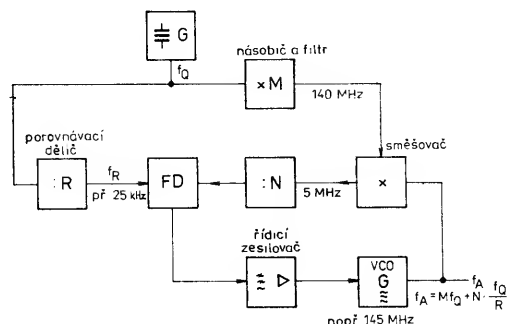 G
f_Q
násobič a filtr
×M
140 MHz
porovnávací
dělič
:R
f_R
př 25 kHz
FD
:N
5 MHz
směšovač
×
řídicí
zesilovač
VCO
G
f_A
f_A = Mf_Q + N · f_Q/R
např 145 MHz